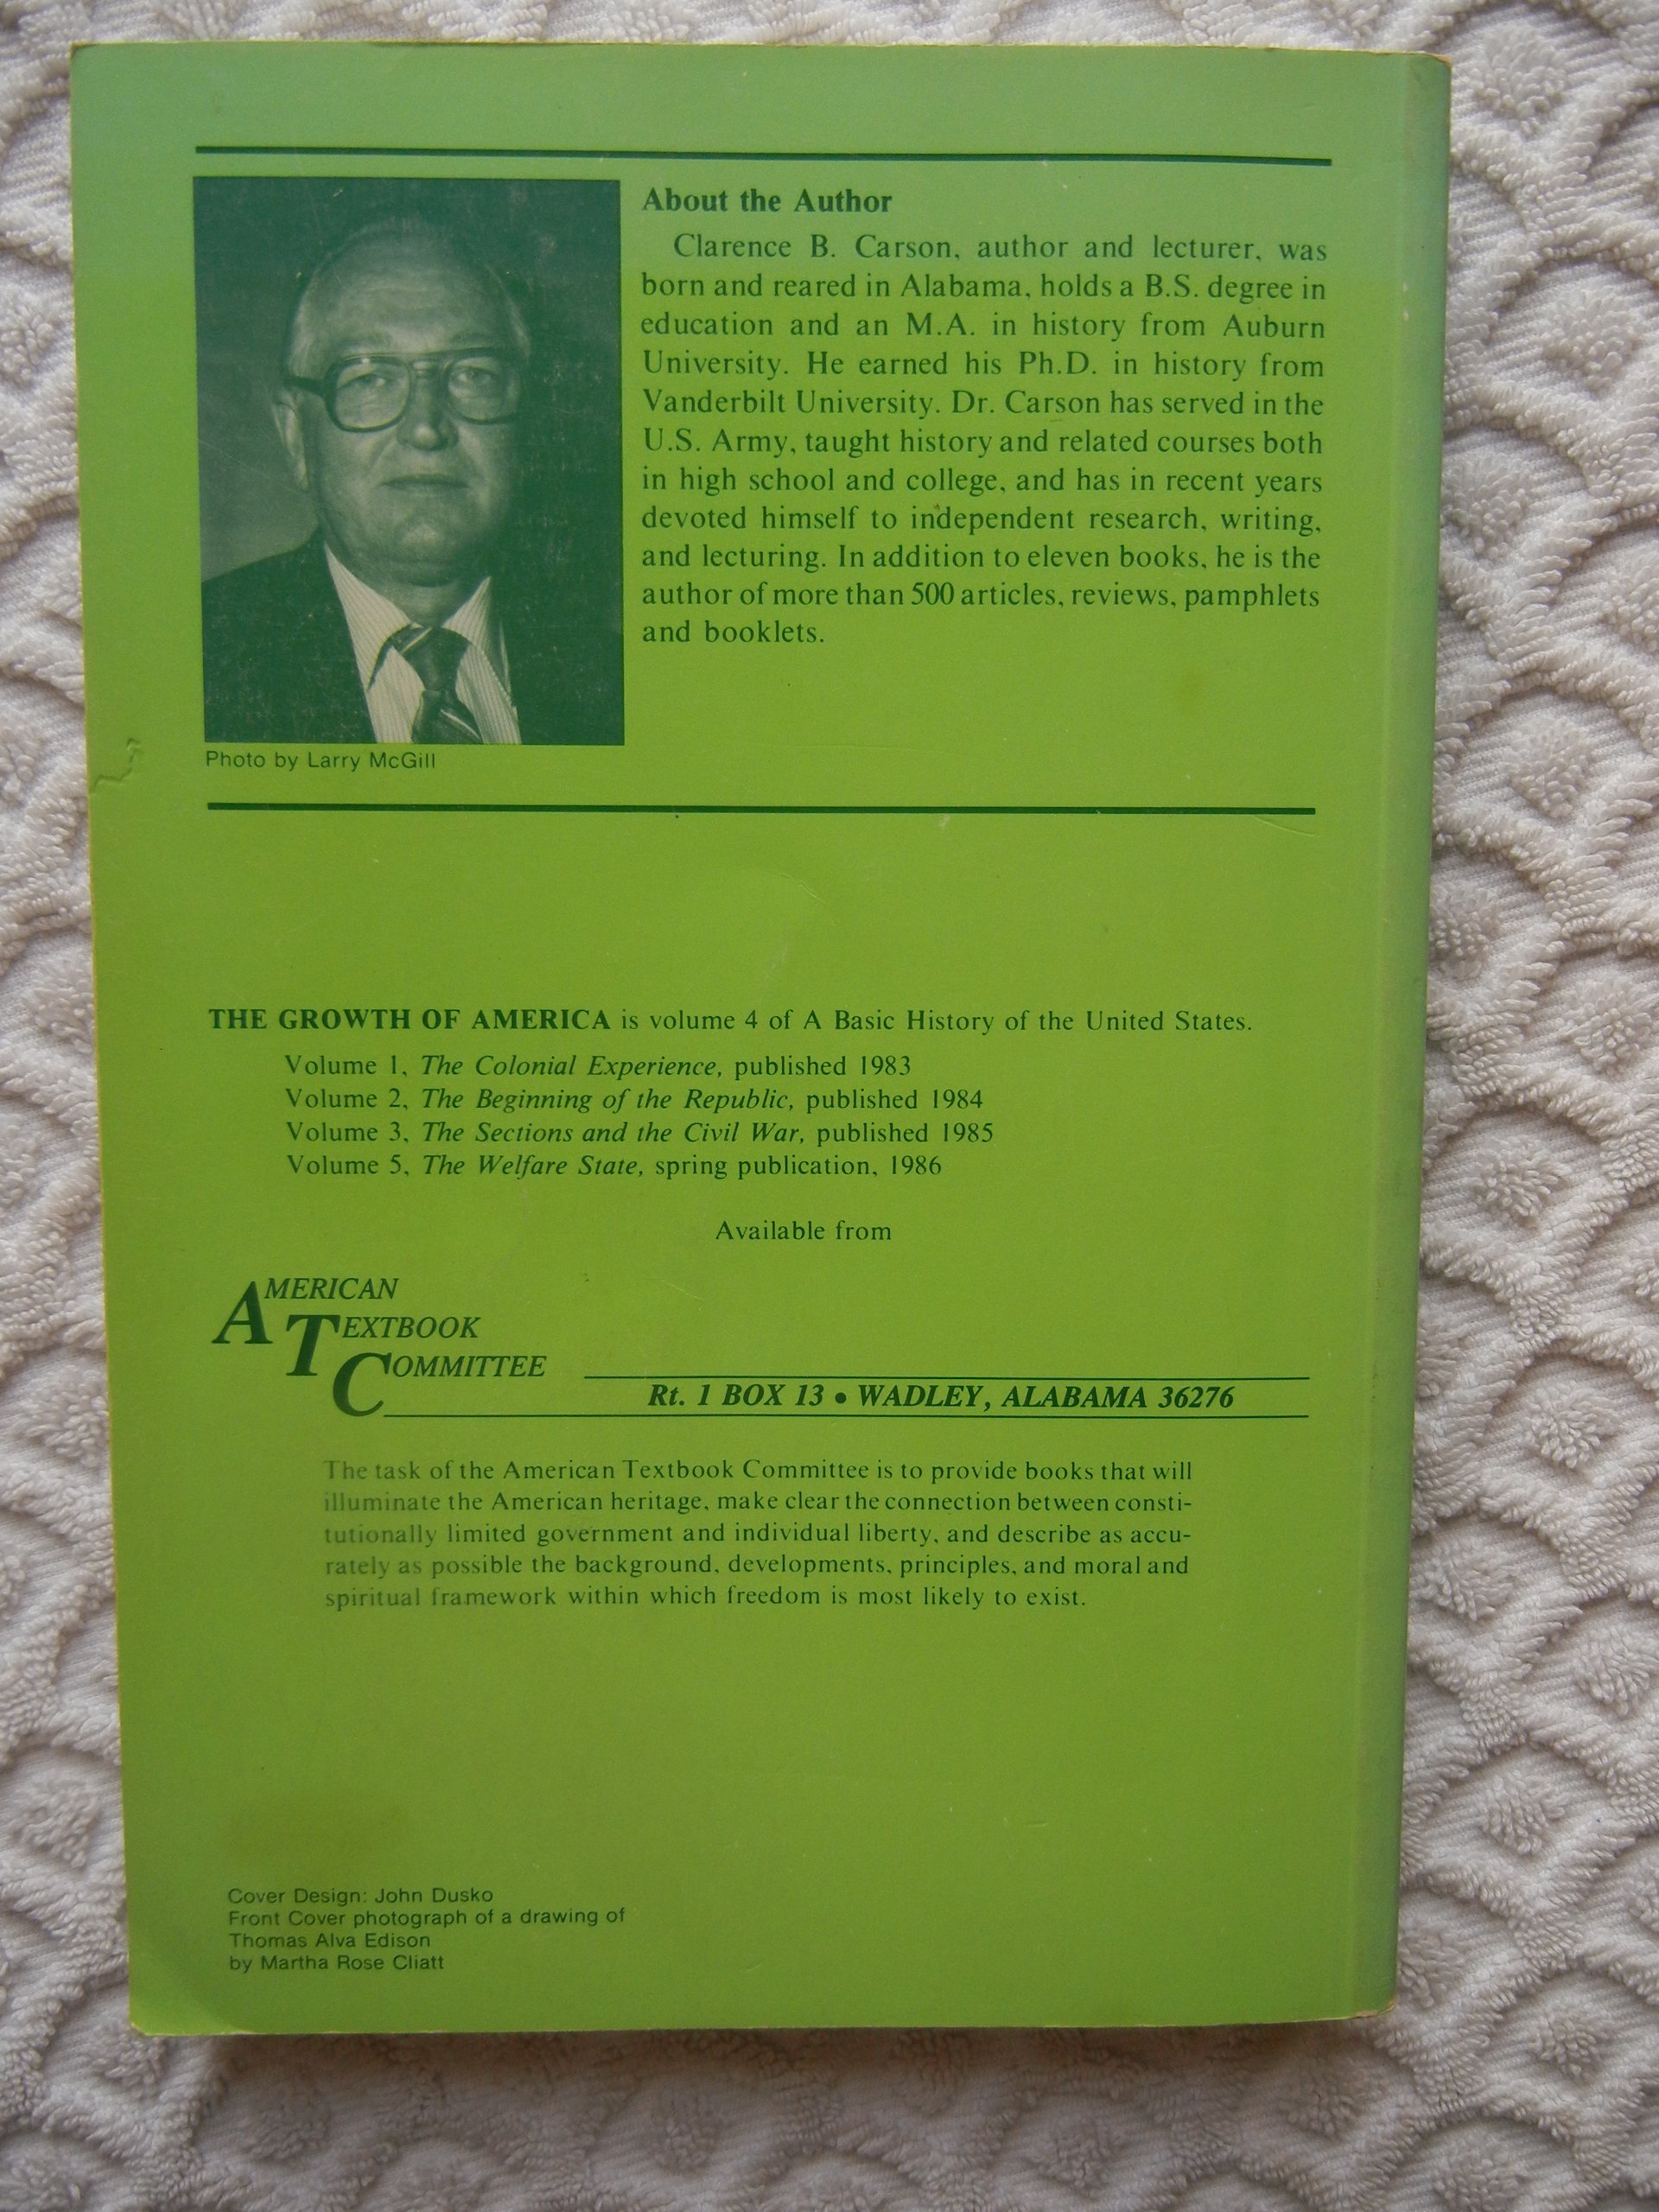 About the Author
Clarence B. Carson, author and lecturer, was
born and reared in Alabama, holds a B.S. degree in
education and an M.A. in history from Auburn
University. He earned his Ph.D. in history from
Vanderbilt University. Dr. Carson has served in the
U.S. Army, taught history and related courses both
in high school and college, and has in recent years
devoted himself to independent research, writing,
and lecturing. In addition to eleven books, he is the
author of more than 500 articles, reviews, pamphlets
and booklets.
Photo by Larry McGill
THE GROWTH OF AMERICA is volume 4 of A Basic History of the United States.
Volume 1, The Colonial Experience, published 1983
Volume 2, The Beginning of the Republic, published 1984
Volume 3, The Sections and the Civil War, published 1985
Volume 5, The Welfare State, spring publication, 1986
Available from
AMERICAN
TEXTBOOK
COMMITTEE
Rt. 1 BOX 13 • WADLEY, ALABAMA 36276
The task of the American Textbook Committee is to provide books that will
illuminate the American heritage, make clear the connection between consti-
tutionally limited government and individual liberty, and describe as accu-
rately as possible the background, developments, principles, and moral and
spiritual framework within which freedom is most likely to exist.
Cover Design: John Dusko
Front Cover photograph of a drawing of
Thomas Alva Edison
by Martha Rose Cliatt